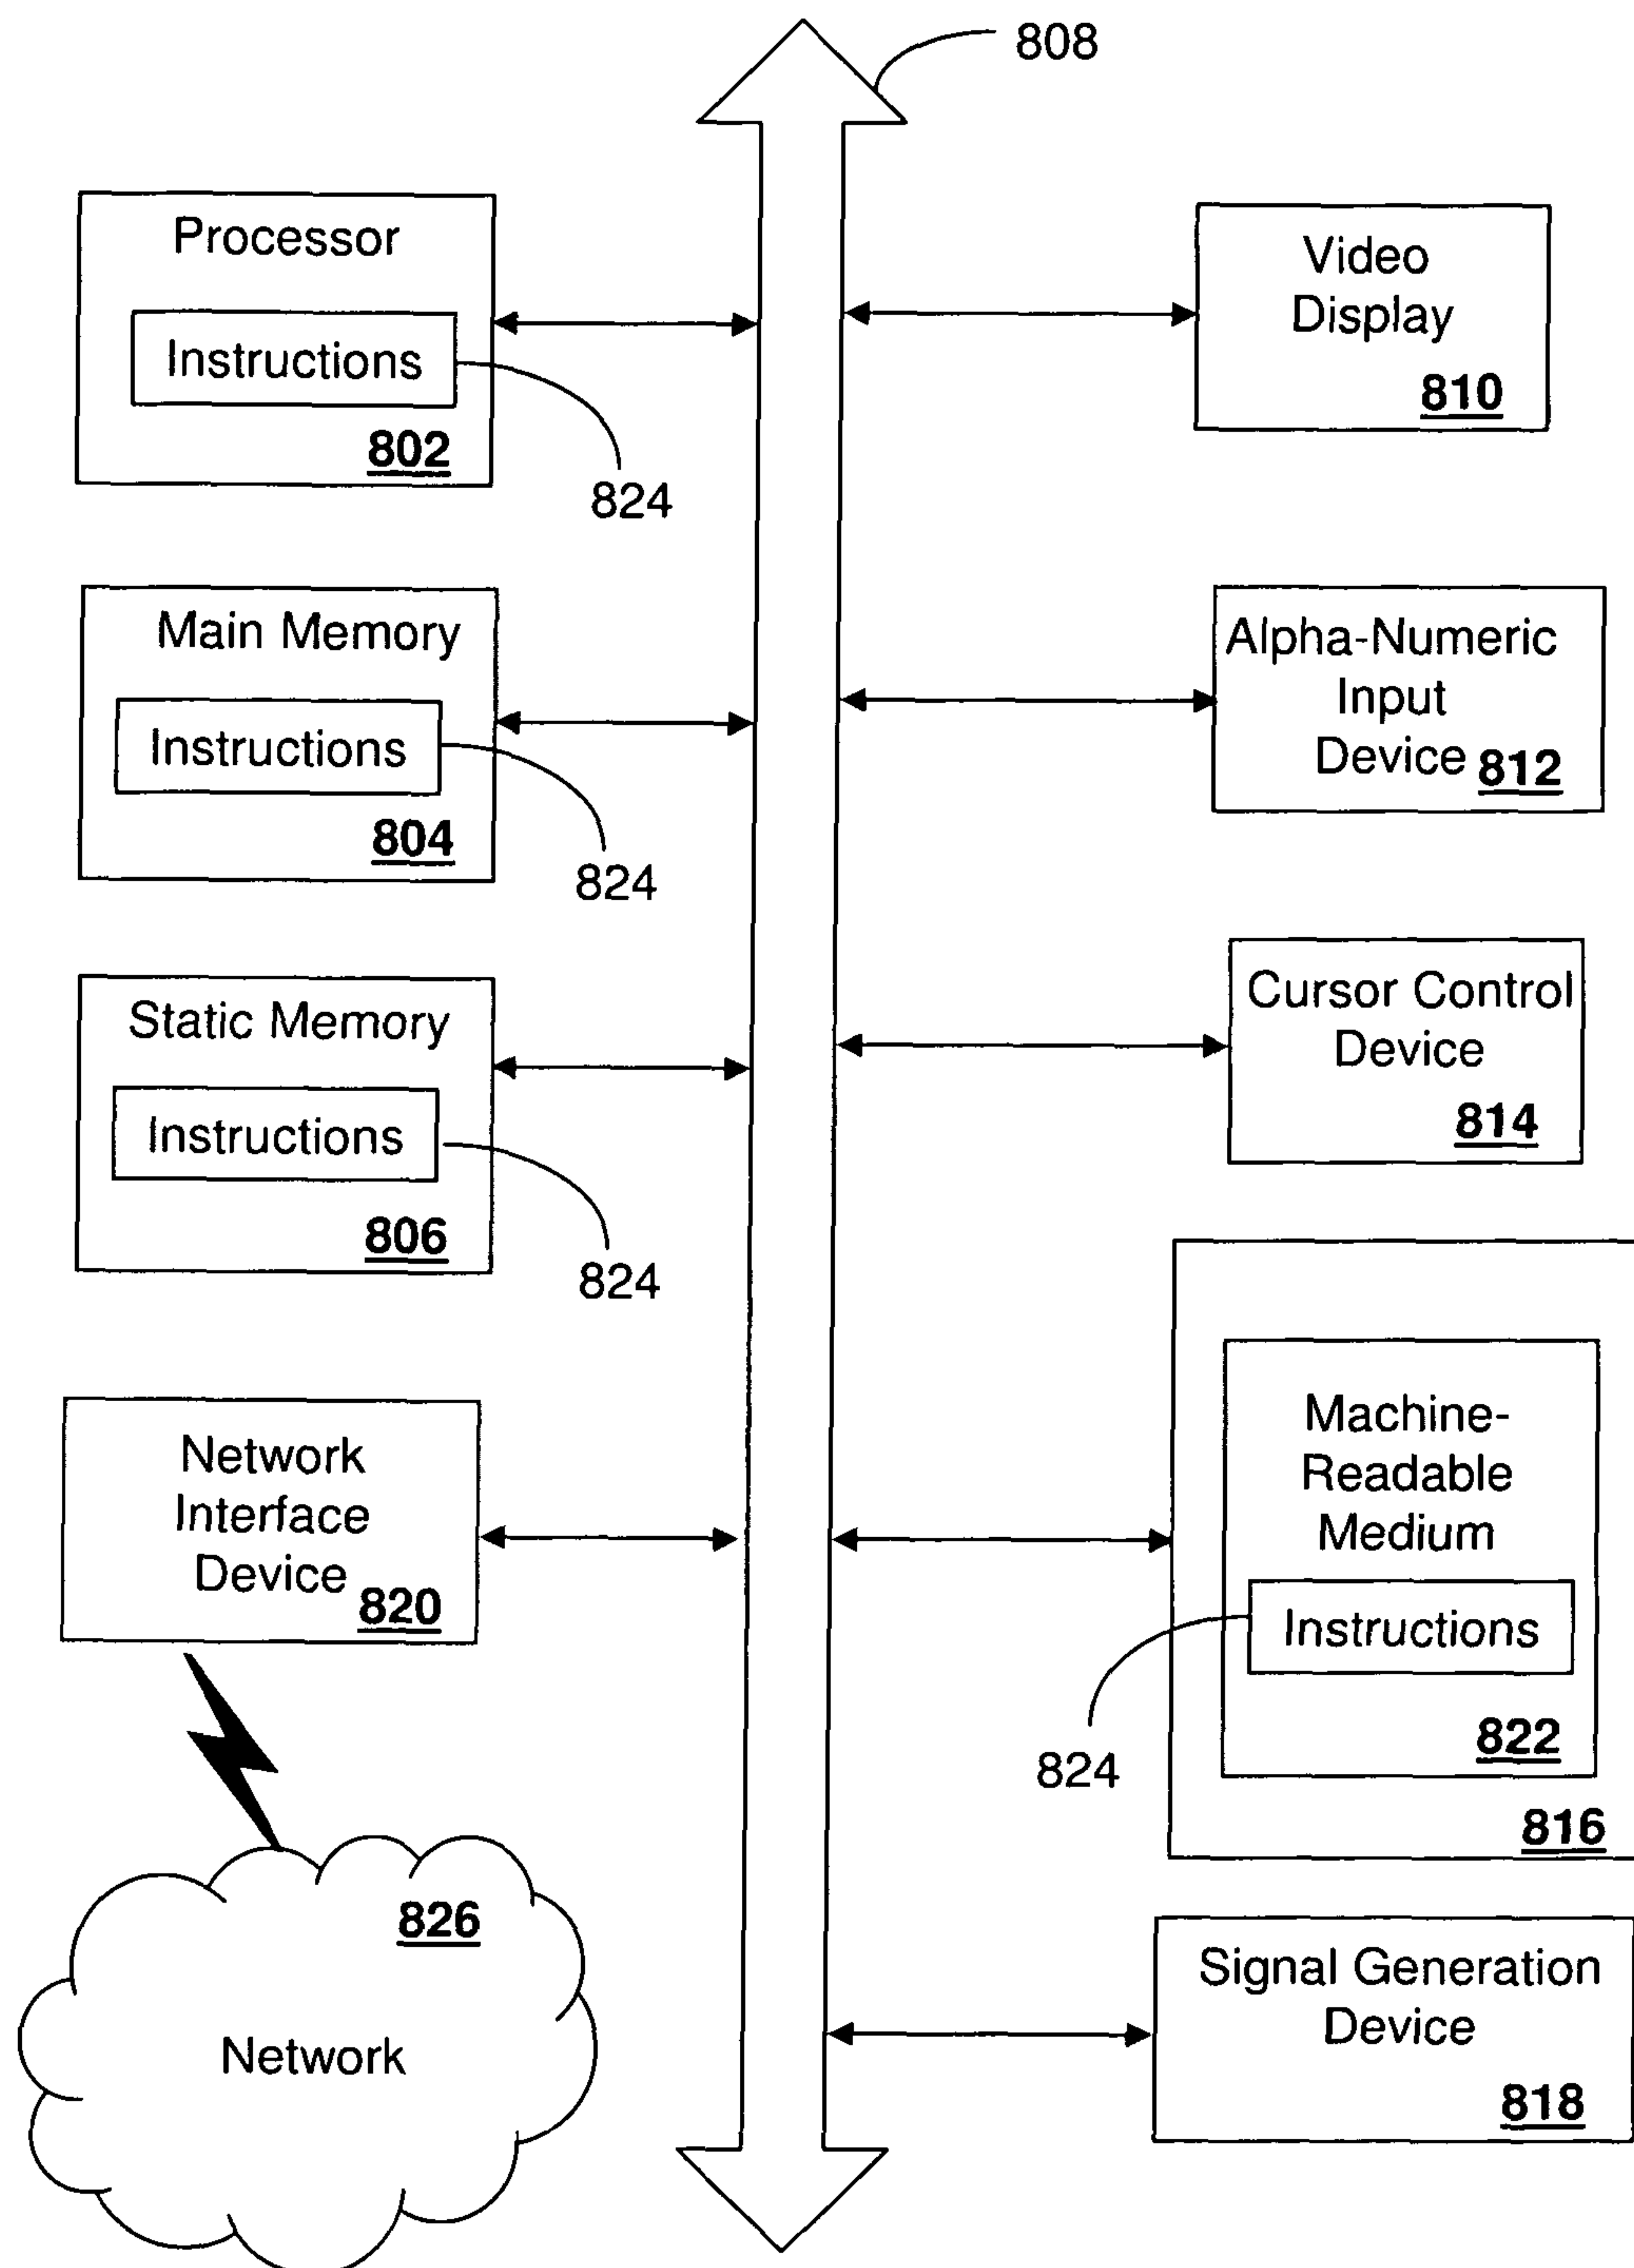 808
Processor
Instructions
802
824
Main Memory
Instructions
804
824
Static Memory
Instructions
806
824
Network
Interface
Device
820
826
Network
Video
Display
810
Alpha-Numeric
Input
Device 812
Cursor Control
Device
814
Machine-
Readable
Medium
Instructions
824
822
816
Signal Generation
Device
818